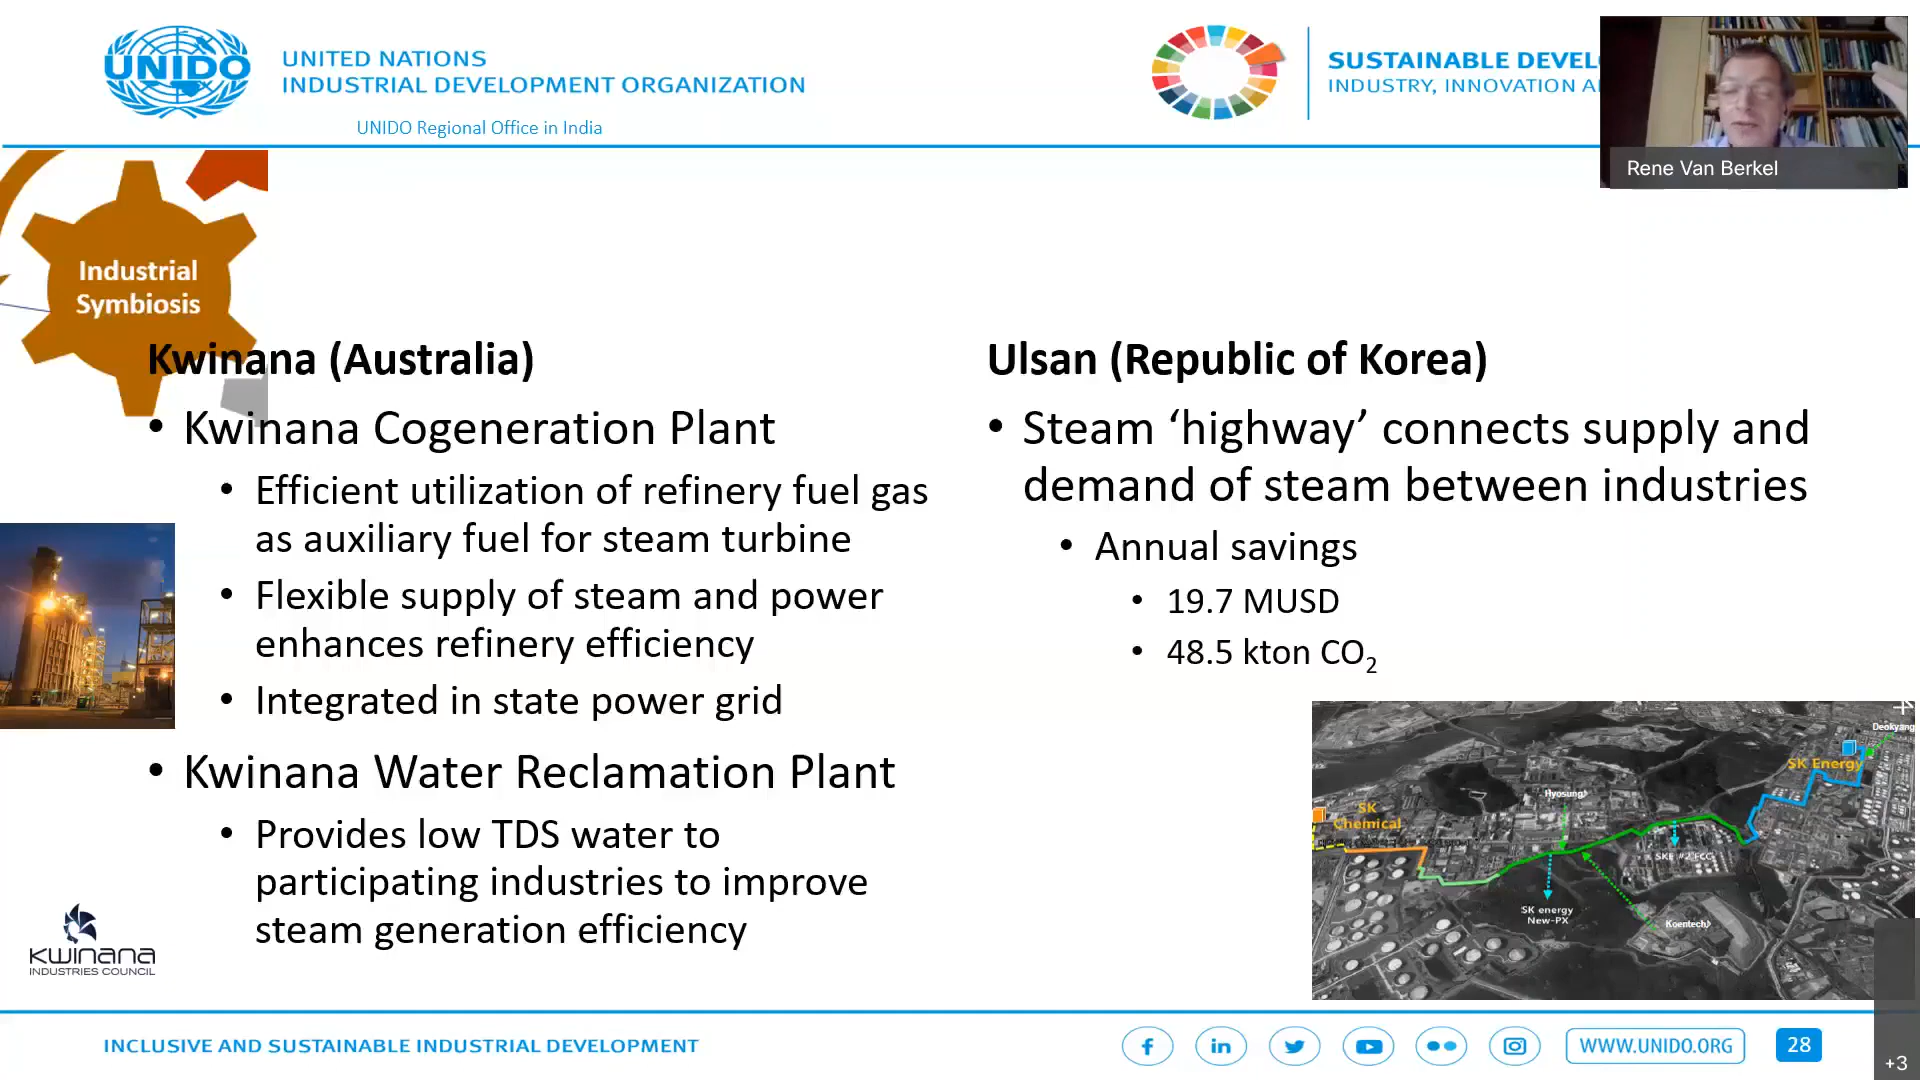 UNIDO
UNITED NATIONS
INDUSTRIAL DEVELOPMENT ORGANIZATION
UNIDO Regional Office in India
SUSTAINABLE DEVEL
INDUSTRY, INNOVATION A
Rene Van Berkel
Industrial
Symbiosis
Kwinana (Australia)
• Kwinana Cogeneration Plant
• Efficient utilization of refinery fuel gas
as auxiliary fuel for steam turbine
• Flexible supply of steam and power
enhances refinery efficiency
• Integrated in state power grid
• Kwinana Water Reclamation Plant
• Provides low TDS water to
participating industries to improve
steam generation efficiency
kwinana
INDUSTRIES COUNCIL
Ulsan (Republic of Korea)
• Steam ‘highway’ connects supply and
demand of steam between industries
• Annual savings
• 19.7 MUSD
• 48.5 kton CO₂
Deokyang
SK Energy
Hyosung
SK
Chemical
SKE #2 FCC
SK energy
New-PX
Koentech
INCLUSIVE AND SUSTAINABLE INDUSTRIAL DEVELOPMENT
f
in
WWW.UNIDO.ORG
28
+3